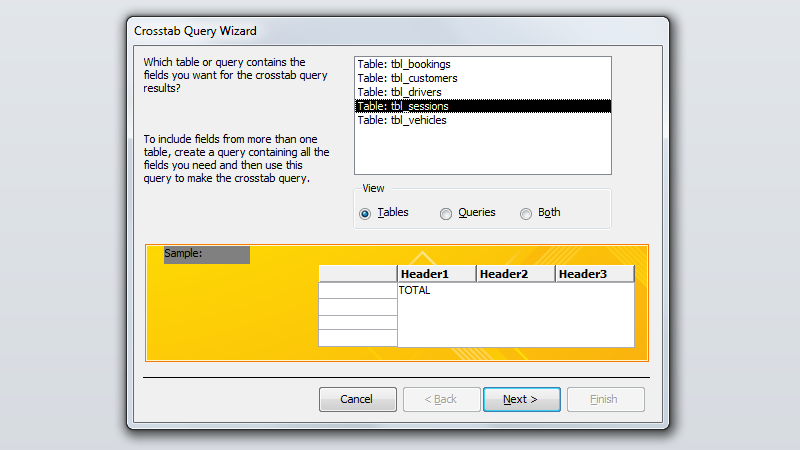 Crosstab Query Wizard
Which table or query contains the
fields you want for the crosstab query
results?
To include fields from more than one
table, create a query containing all the
fields you need and then use this
query to make the crosstab query.
Table: tbl_bookings
Table: tbl_customers
Table: tbl_drivers
Table: tbl_sessions
Table: tbl_vehicles
View
Tables Queries Both
Sample:
Header1 Header2 Header3
TOTAL
Cancel < Back Next > Finish